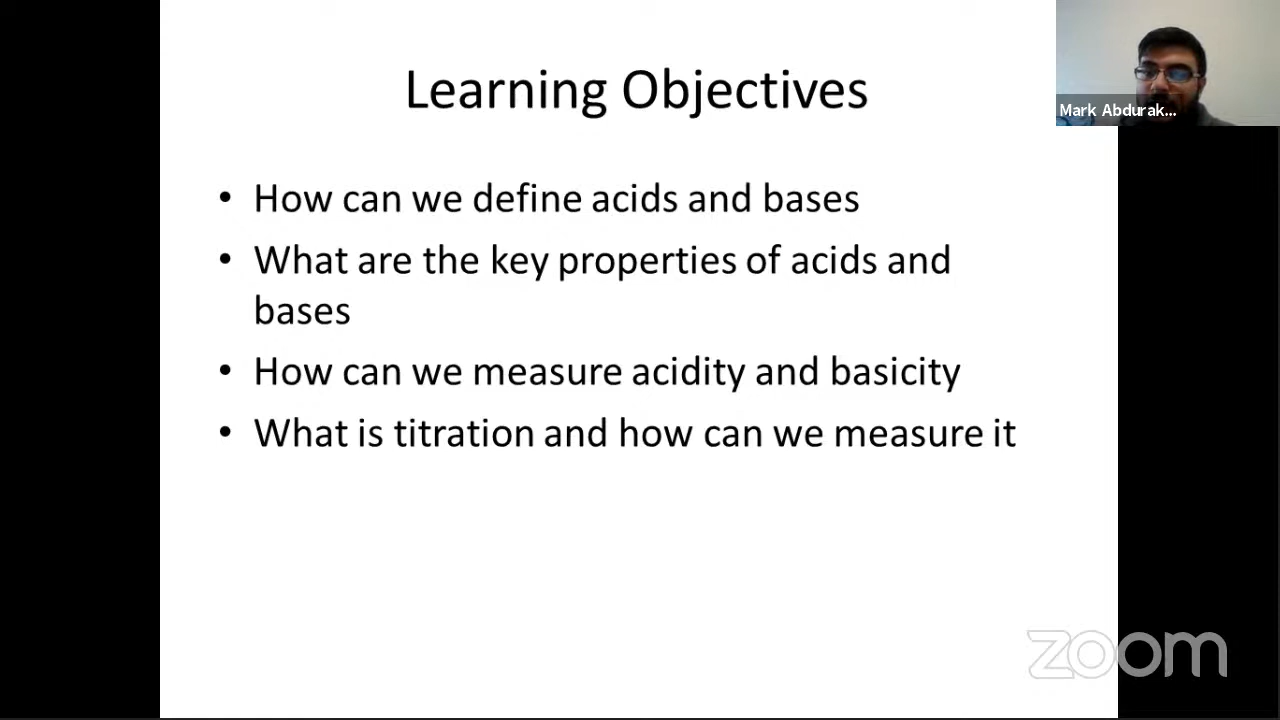 Learning Objectives
Mark Abdurak...
• How can we define acids and bases
• What are the key properties of acids and
bases
• How can we measure acidity and basicity
• What is titration and how can we measure it
zoom